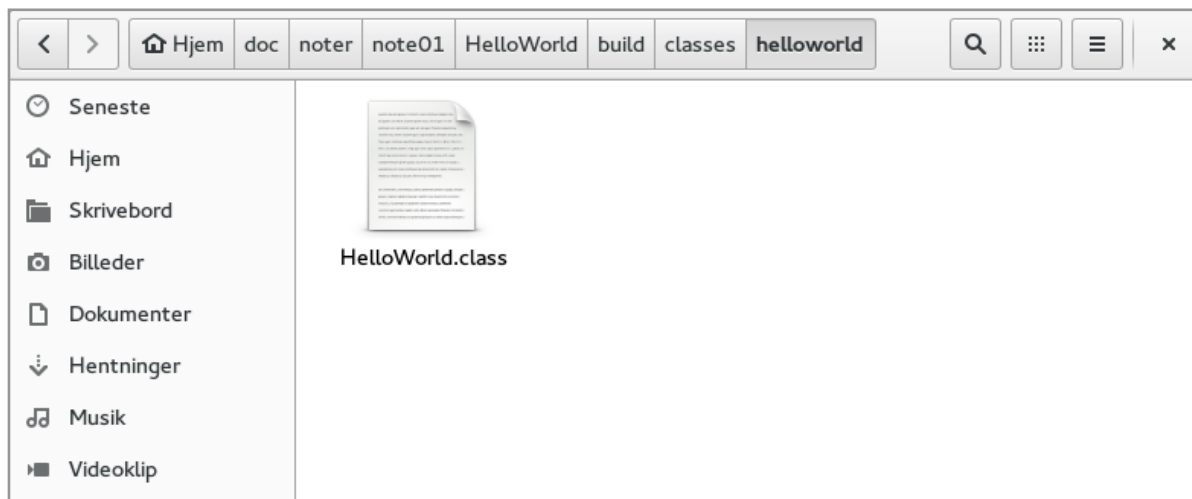 Hjem doc noter note01 HelloWorld build classes helloworld
Seneste
Hjem
Skrivebord
Billeder
Dokumenter
Hentninger
Musik
Videoklip
HelloWorld.class